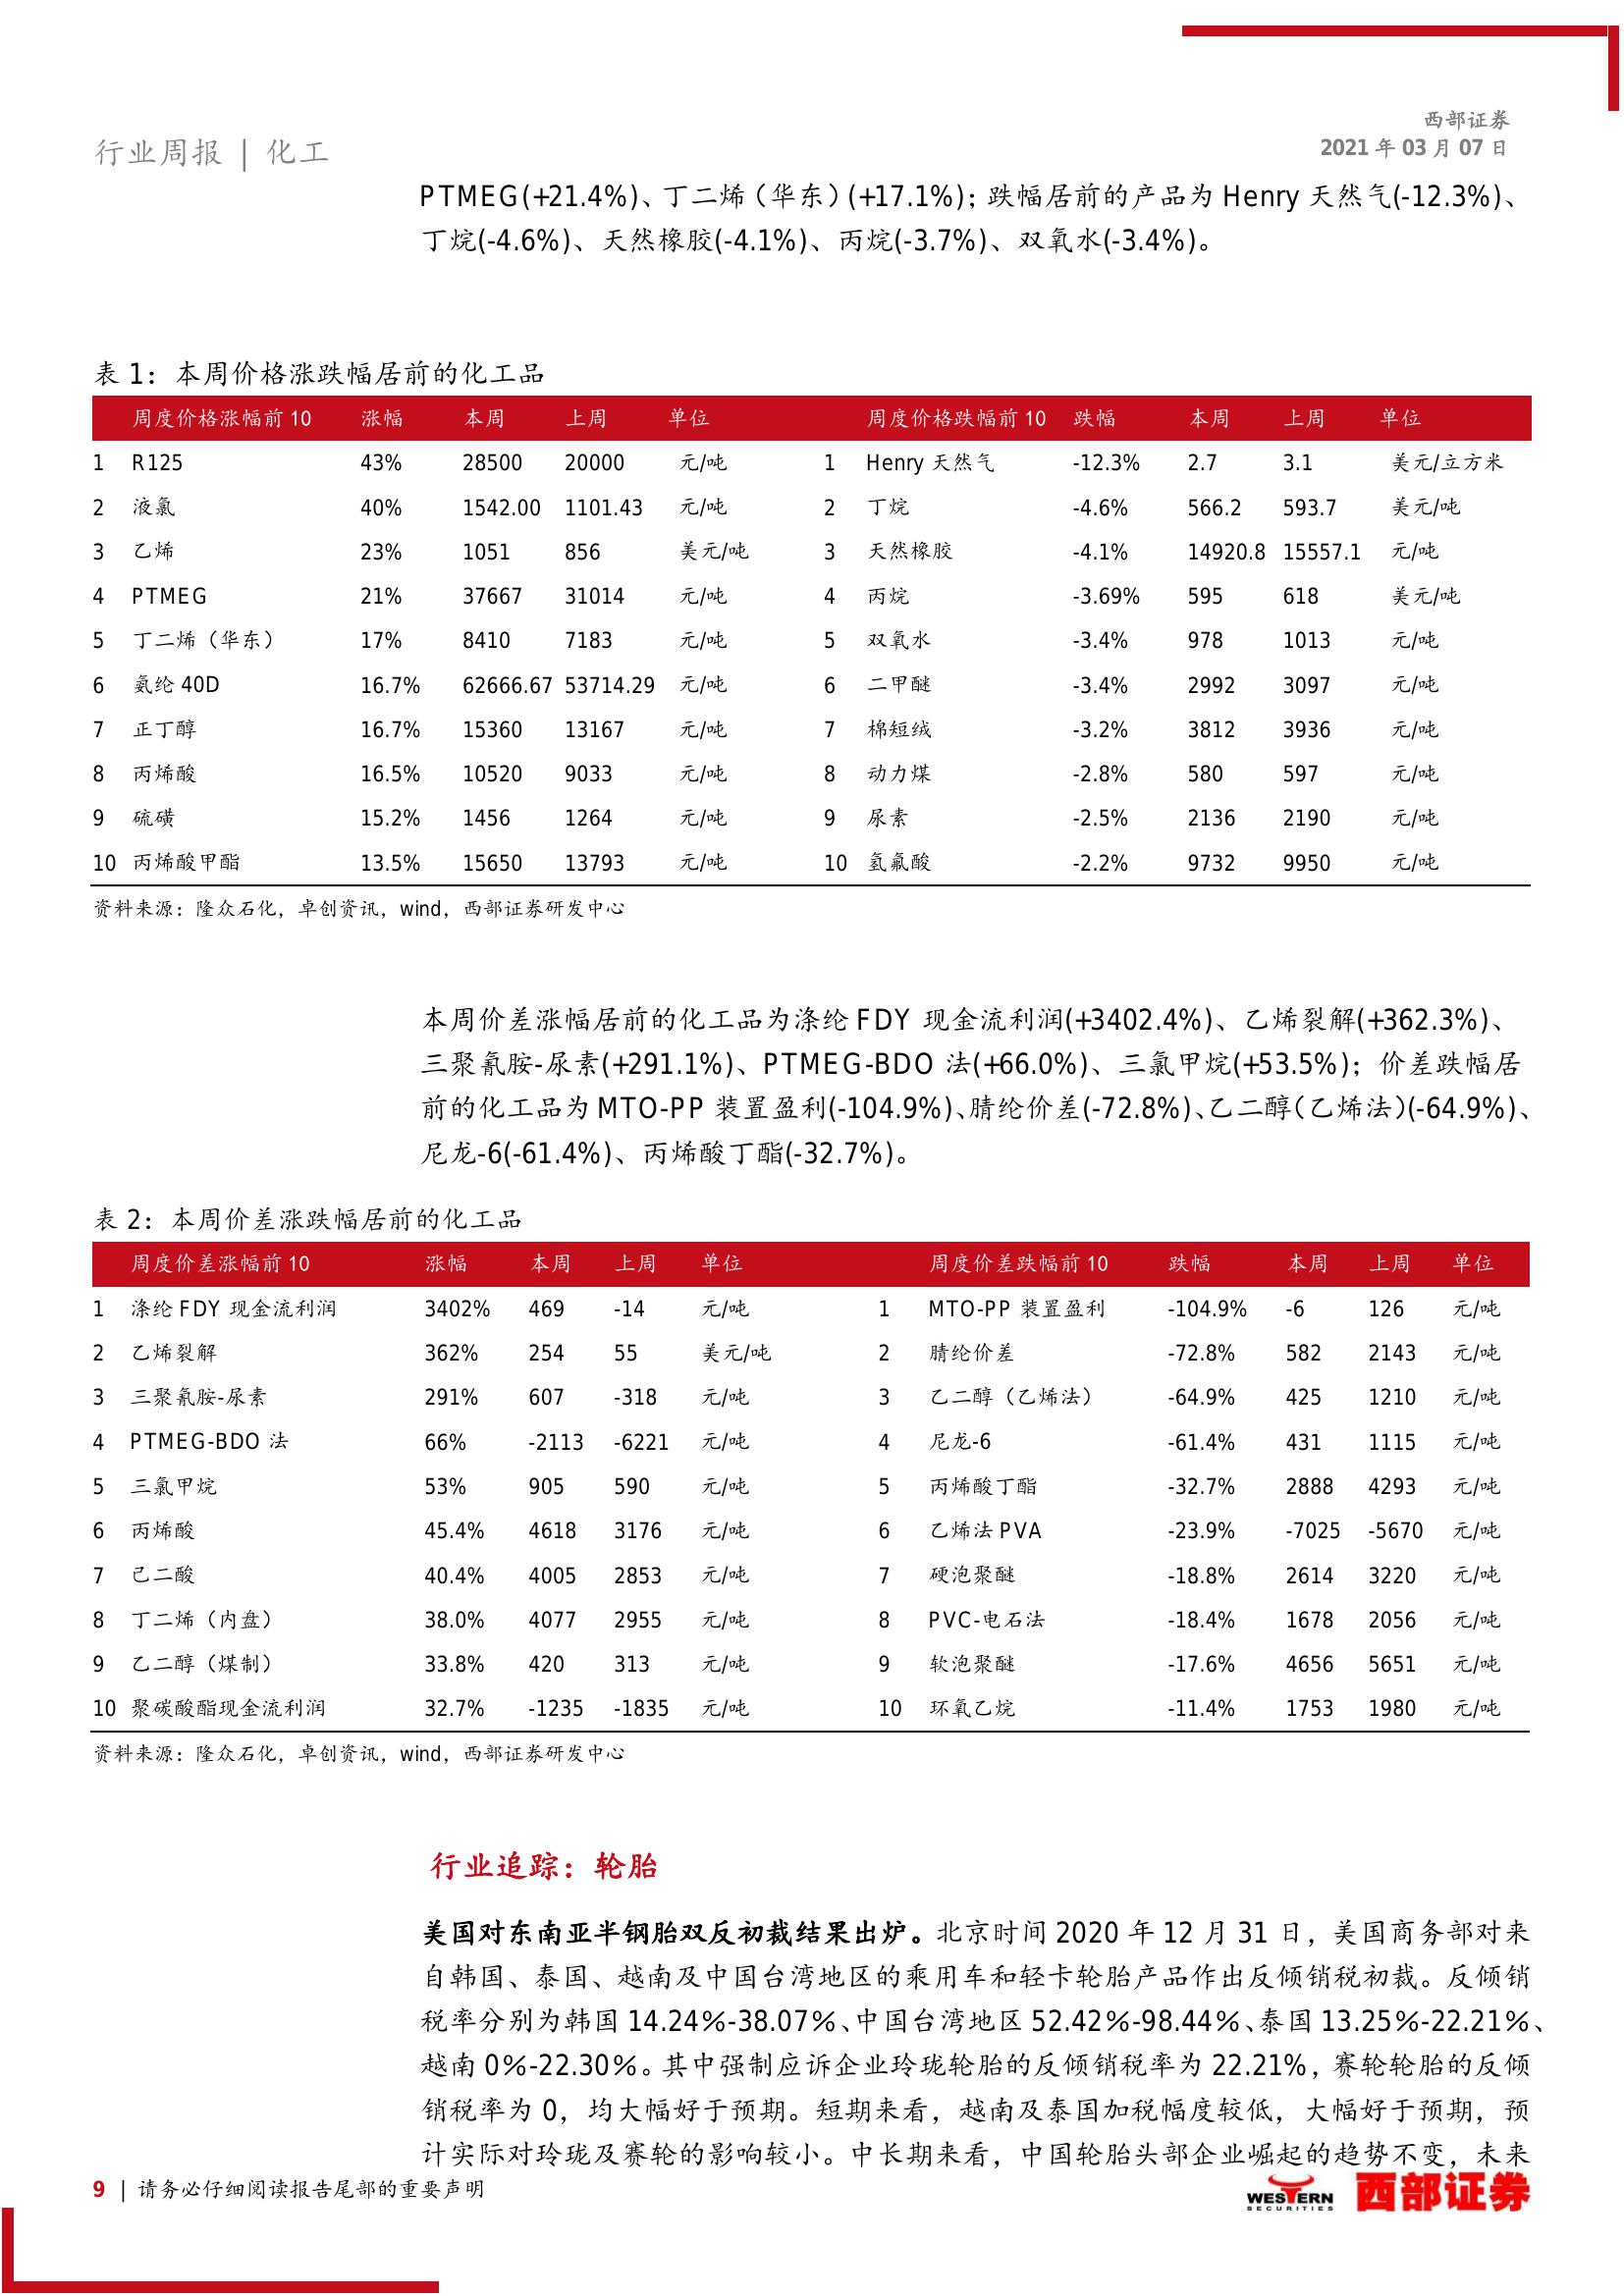 西部证券
行业周报 | 化工
2021 年 03 月 07 日
PTMEG(+21.4%)、丁二烯（华东）(+17.1%)；跌幅居前的产品为 Henry 天然气(-12.3%)、
丁烷(-4.6%)、天然橡胶(-4.1%)、丙烷(-3.7%)、双氧水(-3.4%)。
表 1：本周价格涨跌幅居前的化工品
周度价格涨幅前 10 涨幅 本周 上周 单位 周度价格跌幅前 10 跌幅 本周 上周 单位
1 R125 43% 28500 20000 元/吨 1 Henry 天然气 -12.3% 2.7 3.1 美元/立方米
2 液氯 40% 1542.00 1101.43 元/吨 2 丁烷 -4.6% 566.2 593.7 美元/吨
3 乙烯 23% 1051 856 美元/吨 3 天然橡胶 -4.1% 14920.8 15557.1 元/吨
4 PTMEG 21% 37667 31014 元/吨 4 丙烷 -3.69% 595 618 美元/吨
5 丁二烯（华东） 17% 8410 7183 元/吨 5 双氧水 -3.4% 978 1013 元/吨
6 氨纶 40D 16.7% 62666.67 53714.29 元/吨 6 二甲醚 -3.4% 2992 3097 元/吨
7 正丁醇 16.7% 15360 13167 元/吨 7 棉短绒 -3.2% 3812 3936 元/吨
8 丙烯酸 16.5% 10520 9033 元/吨 8 动力煤 -2.8% 580 597 元/吨
9 硫磺 15.2% 1456 1264 元/吨 9 尿素 -2.5% 2136 2190 元/吨
10 丙烯酸甲酯 13.5% 15650 13793 元/吨 10 氢氟酸 -2.2% 9732 9950 元/吨
资料来源：隆众石化，卓创资讯，wind，西部证券研发中心
本周价差涨幅居前的化工品为涤纶 FDY 现金流利润(+3402.4%)、乙烯裂解(+362.3%)、
三聚氰胺-尿素(+291.1%)、PTMEG-BDO 法(+66.0%)、三氯甲烷(+53.5%)；价差跌幅居
前的化工品为 MTO-PP 装置盈利(-104.9%)、腈纶价差(-72.8%)、乙二醇（乙烯法）(-64.9%)、
尼龙-6(-61.4%)、丙烯酸丁酯(-32.7%)。
表 2：本周价差涨跌幅居前的化工品
周度价差涨幅前 10 涨幅 本周 上周 单位 周度价差跌幅前 10 跌幅 本周 上周 单位
1 涤纶 FDY 现金流利润 3402% 469 -14 元/吨 1 MTO-PP 装置盈利 -104.9% -6 126 元/吨
2 乙烯裂解 362% 254 55 美元/吨 2 腈纶价差 -72.8% 582 2143 元/吨
3 三聚氰胺-尿素 291% 607 -318 元/吨 3 乙二醇（乙烯法） -64.9% 425 1210 元/吨
4 PTMEG-BDO 法 66% -2113 -6221 元/吨 4 尼龙-6 -61.4% 431 1115 元/吨
5 三氯甲烷 53% 905 590 元/吨 5 丙烯酸丁酯 -32.7% 2888 4293 元/吨
6 丙烯酸 45.4% 4618 3176 元/吨 6 乙烯法 PVA -23.9% -7025 -5670 元/吨
7 己二酸 40.4% 4005 2853 元/吨 7 硬泡聚醚 -18.8% 2614 3220 元/吨
8 丁二烯（内盘） 38.0% 4077 2955 元/吨 8 PVC-电石法 -18.4% 1678 2056 元/吨
9 乙二醇（煤制） 33.8% 420 313 元/吨 9 软泡聚醚 -17.6% 4656 5651 元/吨
10 聚碳酸酯现金流利润 32.7% -1235 -1835 元/吨 10 环氧乙烷 -11.4% 1753 1980 元/吨
资料来源：隆众石化，卓创资讯，wind，西部证券研发中心
行业追踪：轮胎
美国对东南亚半钢胎双反初裁结果出炉。北京时间 2020 年 12 月 31 日，美国商务部对来
自韩国、泰国、越南及中国台湾地区的乘用车和轻卡轮胎产品作出反倾销税初裁。反倾销
税率分别为韩国 14.24%-38.07%、中国台湾地区 52.42%-98.44%、泰国 13.25%-22.21%、
越南 0%-22.30%。其中强制应诉企业玲珑轮胎的反倾销税率为 22.21%，赛轮轮胎的反倾
销税率为 0，均大幅好于预期。短期来看，越南及泰国加税幅度较低，大幅好于预期，预
计实际对玲珑及赛轮的影响较小。中长期来看，中国轮胎头部企业崛起的趋势不变，未来
9 | 请务必仔细阅读报告尾部的重要声明
WESTERN
SECURITIES
西部证券